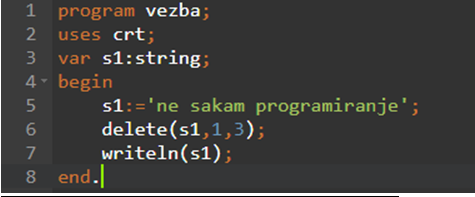 1 program vezba;
2 uses crt;
3 var s1:string;
4 begin
5 s1:='ne sakam programiranje';
6 delete(s1,1,3);
7 writeln(s1);
8 end.